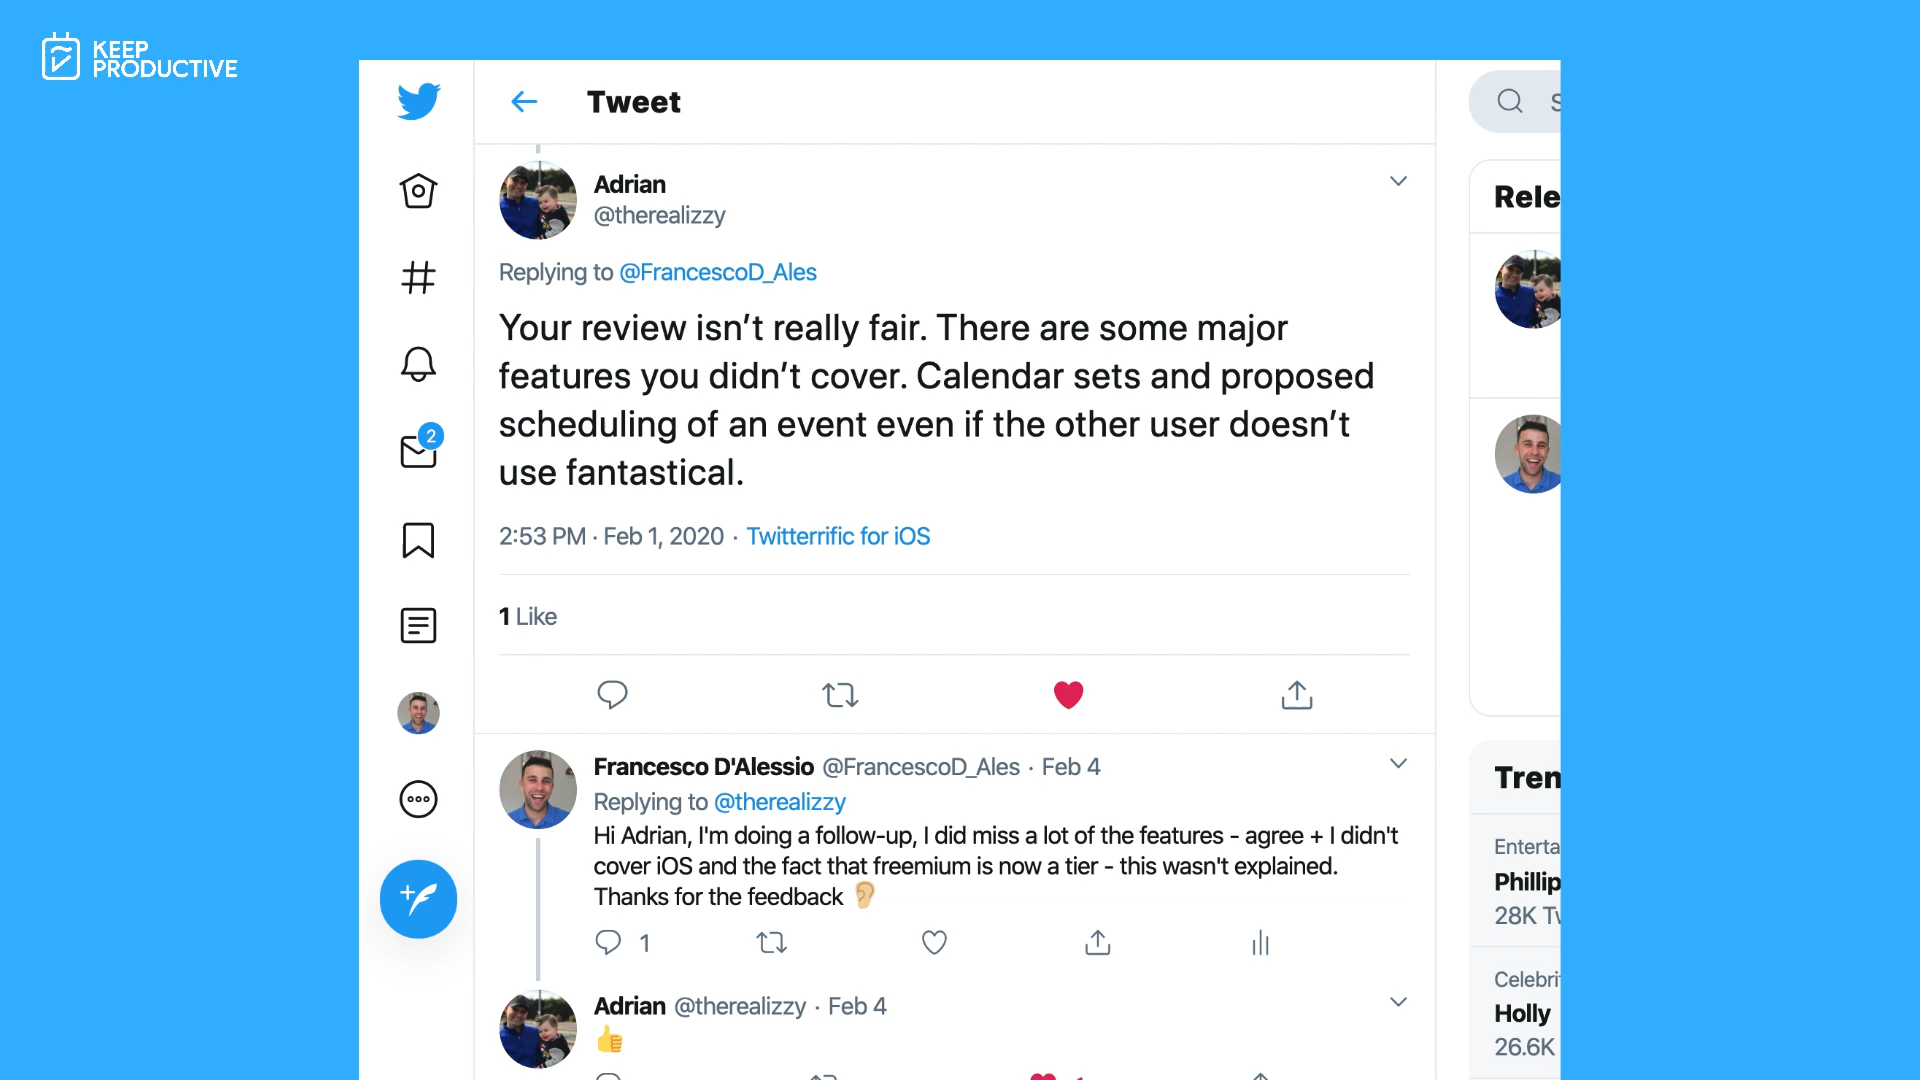 KEEP
PRODUCTIVE
Tweet
Adrian
@therealizzy
Replying to @FrancescoD_Ales
Your review isn’t really fair. There are some major
features you didn’t cover. Calendar sets and proposed
scheduling of an event even if the other user doesn’t
use fantastical.
2:53 PM · Feb 1, 2020 · Twitterrific for iOS
1 Like
2
Francesco D'Alessio @FrancescoD_Ales · Feb 4
Replying to @therealizzy
Hi Adrian, I'm doing a follow-up, I did miss a lot of the features - agree + I didn't
cover iOS and the fact that freemium is now a tier - this wasn't explained.
Thanks for the feedback 👂🏼
1
Adrian @therealizzy · Feb 4
👍
S
Rele
Tren
Enterta
Phillip
28K Tw
Celebri
Holly
26.6K